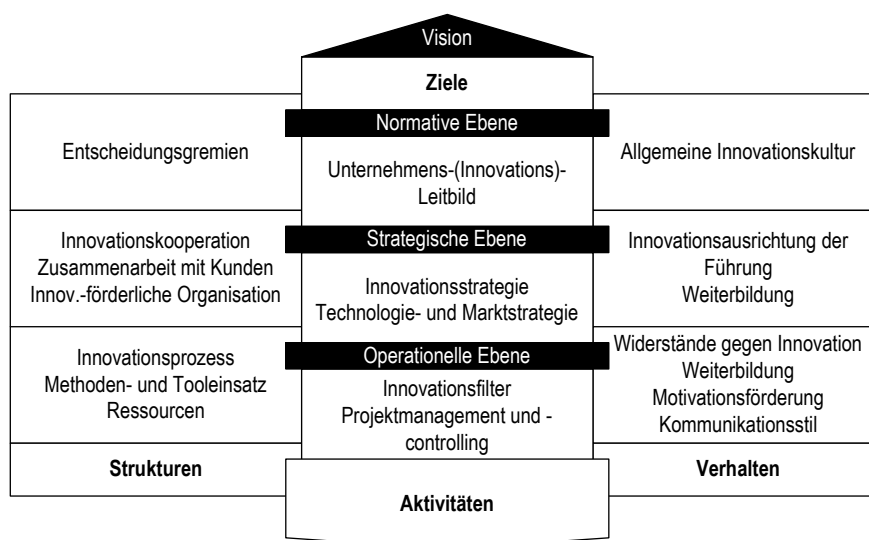 Vision
Ziele
Normative Ebene
Entscheidungsgremien
Unternehmens-(Innovations)-
Leitbild
Allgemeine Innovationskultur
Strategische Ebene
Innovationskooperation
Zusammenarbeit mit Kunden
Innov.-förderliche Organisation
Innovationsstrategie
Technologie- und Marktstrategie
Innovationsausrichtung der
Führung
Weiterbildung
Operationelle Ebene
Innovationsprozess
Methoden- und Tooleinsatz
Ressourcen
Innovationsfilter
Projektmanagement und -
controlling
Widerstände gegen Innovation
Weiterbildung
Motivationsförderung
Kommunikationsstil
Strukturen
Aktivitäten
Verhalten